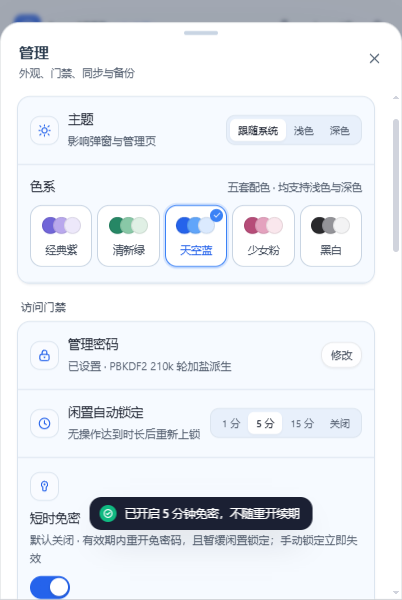 管理
外观、门禁、同步与备份
主题
影响弹窗与管理页
跟随系统 浅色 深色
色系
五套配色 · 均支持浅色与深色
经典紫 清新绿 天空蓝 少女粉 黑白
访问门禁
管理密码
已设置 · PBKDF2 210k 轮加盐派生
修改
闲置自动锁定
无操作达到时长后重新上锁
1 分 5 分 15 分 关闭
短时免密
已开启 5 分钟免密，不随重开续期
默认关闭 · 有效期内重开免密码，且暂缓闲置锁定；手动锁定立即失
效